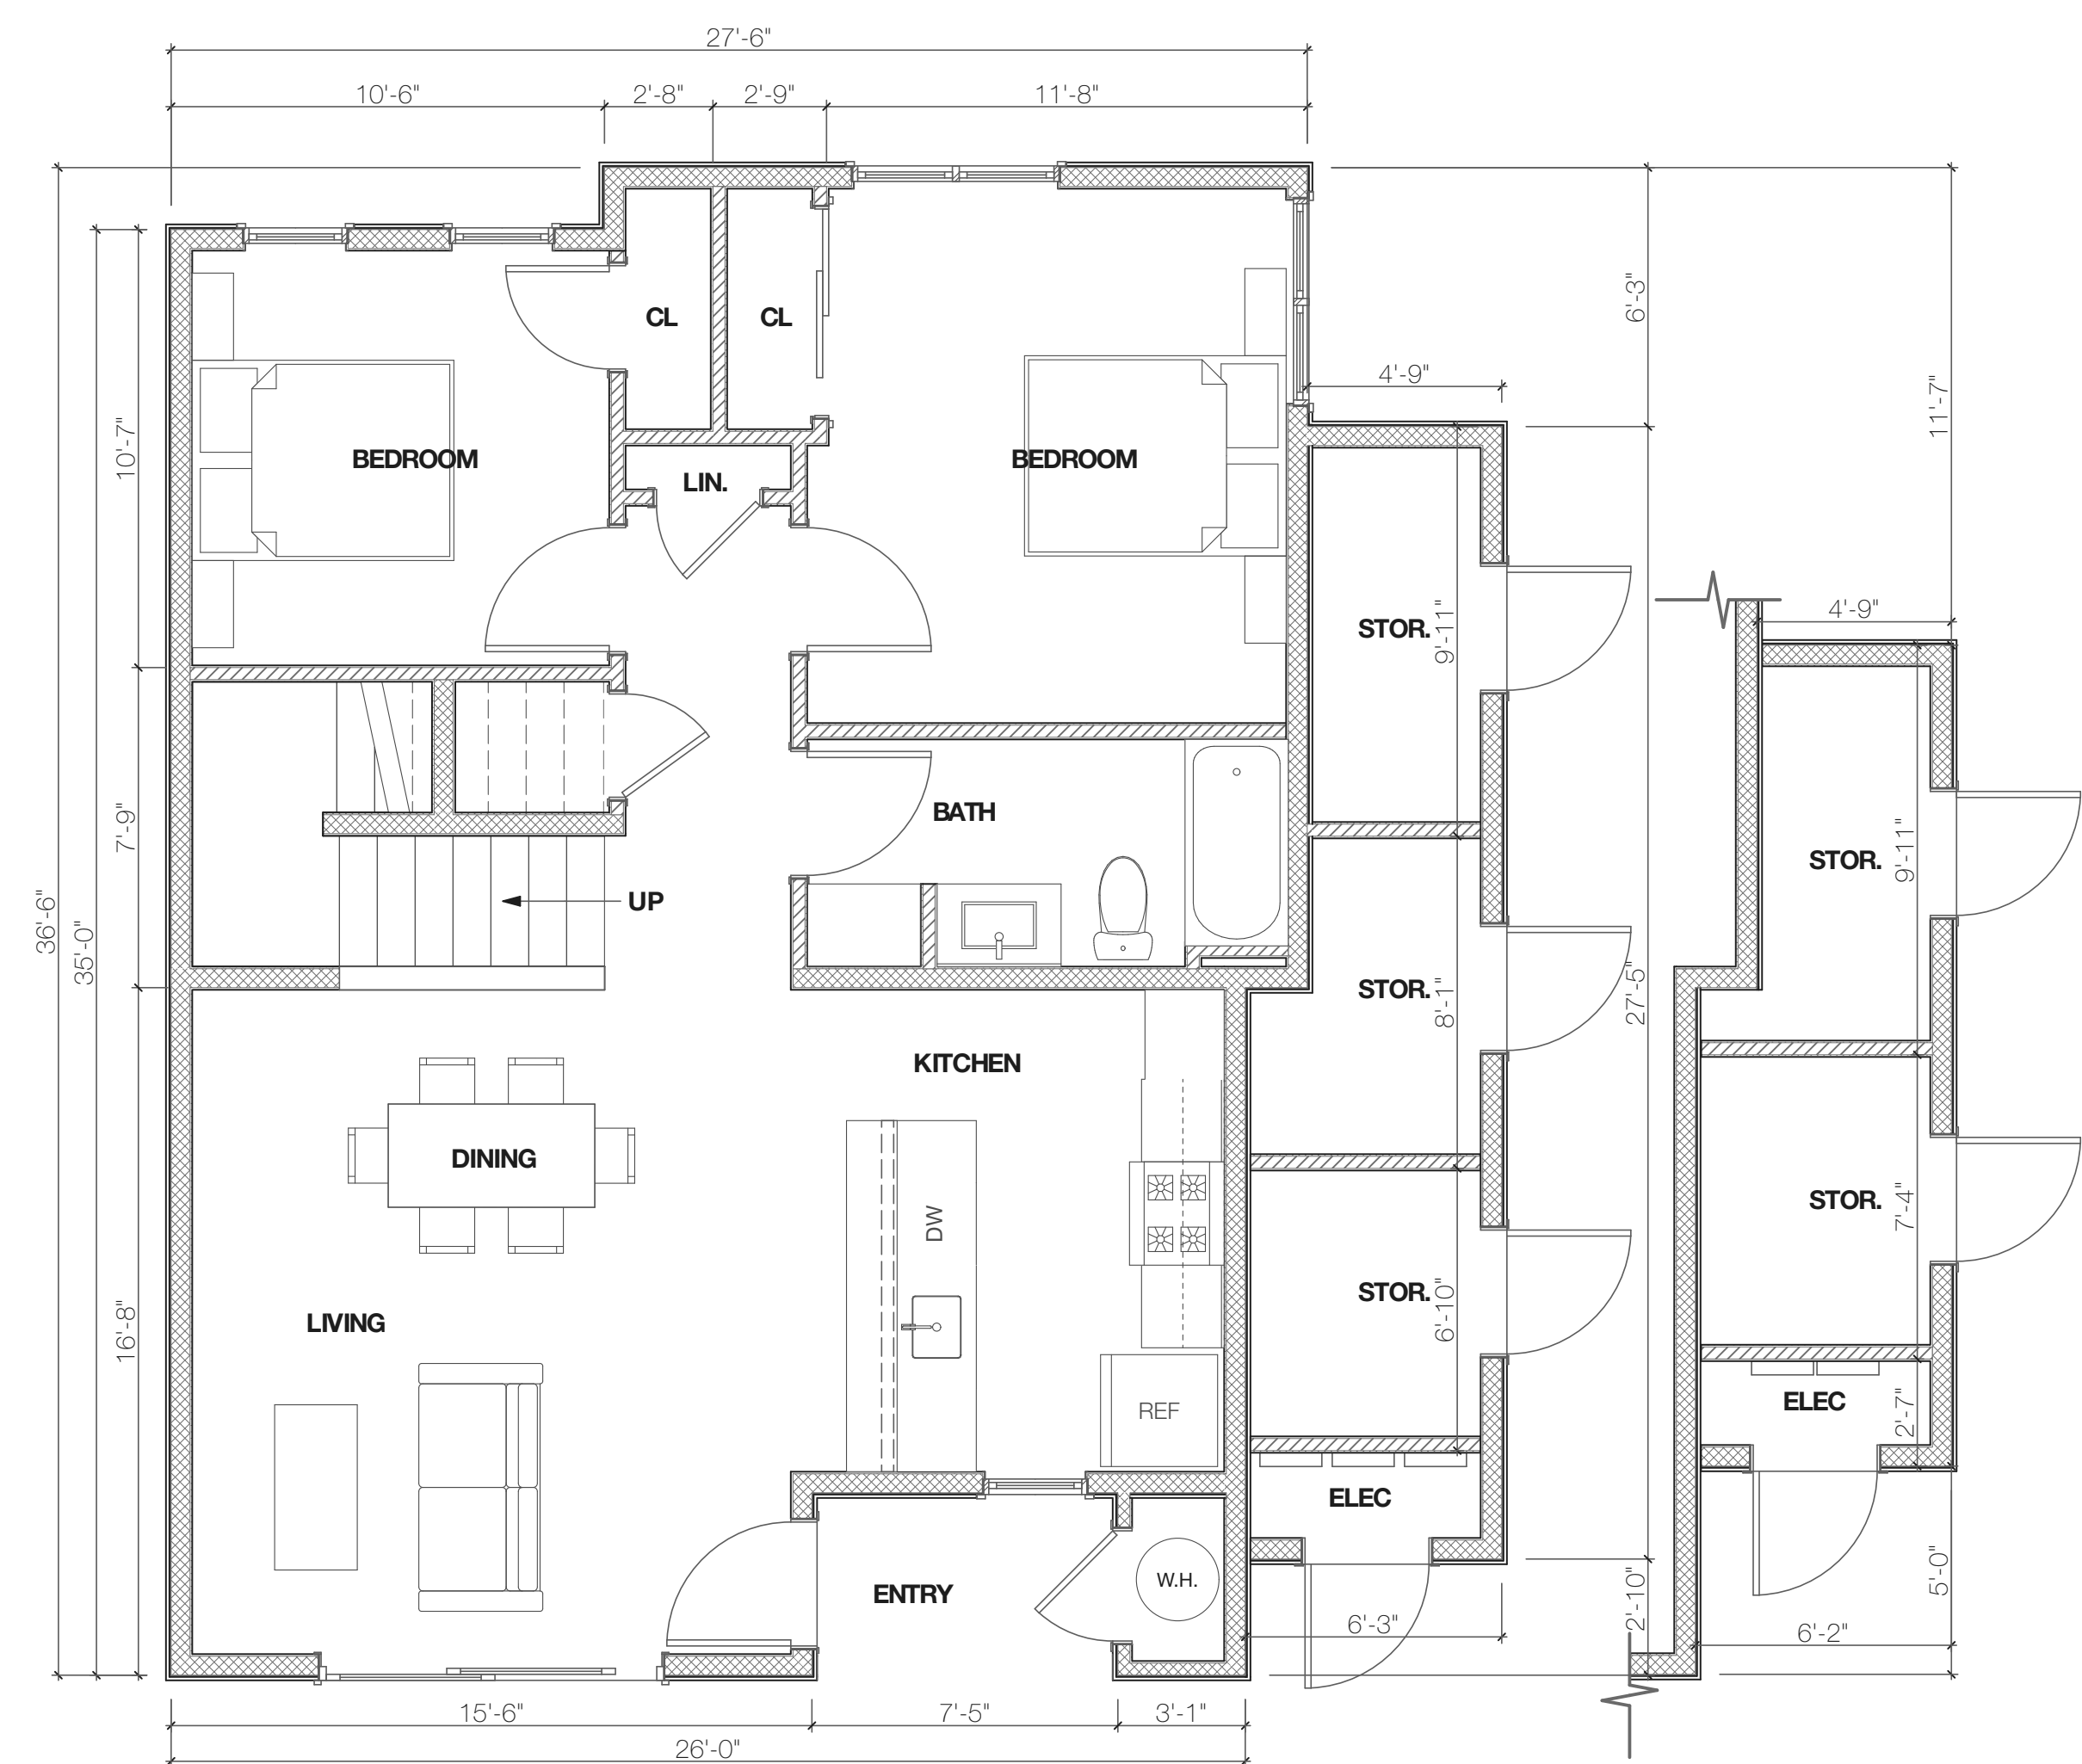 27'-6"
10'-6"
2'-8"
2'-9"
11'-8"
6'-3"
11'-7"
4'-9"
CL
CL
10'-7"
BEDROOM
BEDROOM
LIN.
STOR.
9'-11"
4'-9"
7'-9"
BATH
STOR.
9'-11"
UP
36'-6"
35'-0"
STOR.
8'-1"
27'-5"
KITCHEN
DINING
DW
STOR.
7'-4"
LIVING
16'-8"
STOR.
6'-10"
REF
ELEC
2'-7"
ELEC
ENTRY
W.H.
2'-10"
5'-0"
6'-3"
6'-2"
15'-6"
7'-5"
3'-1"
26'-0"